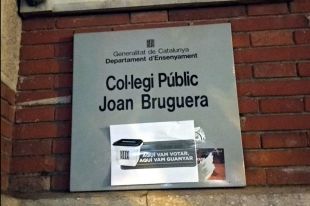 Generalitat de Catalunya
Departament d'Ensenyament
Col·legi Públic
Joan Bruguera
AQUÍ VAM VOTAR,
AQUÍ VAM GUANYAR